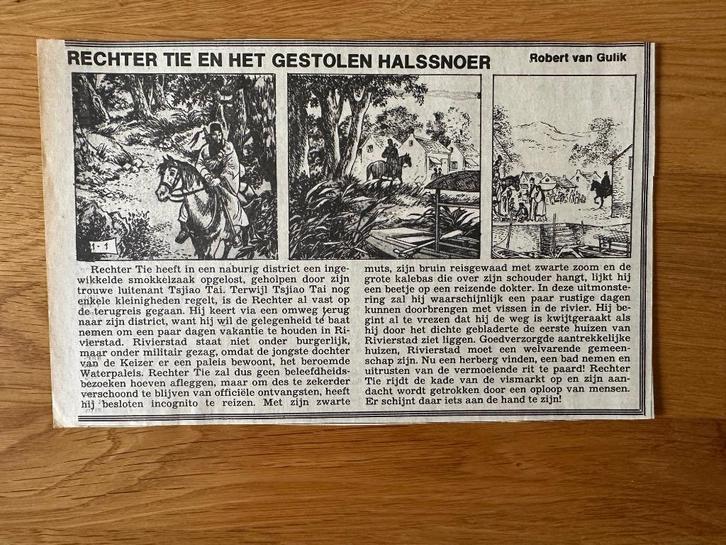 RECHTER TIE EN HET GESTOLEN HALSSNOER
Robert van Gulik
1-1
Rechter Tie heeft in een naburig district een inge-
wikkelde smokkelzaak opgelost, geholpen door zijn
trouwe luitenant Tsjiao Tai. Terwijl Tsjiao Tai nog
enkele kleinigheden regelt, is de Rechter al vast op
de terugreis gegaan. Hij keert via een omweg terug
naar zijn district, want hij wil de gelegenheid te baat
nemen om een paar dagen vakantie te houden in Ri-
vierstad. Rivierstad staat niet onder burgerlijk,
maar onder militair gezag, omdat de jongste dochter
van de Keizer er een paleis bewoont, het beroemde
Waterpaleis. Rechter Tie zal dus geen beleefdheids-
bezoeken hoeven afleggen, maar om des te zekerder
verschoond te blijven van officiële ontvangsten, heeft
hij besloten incognito te reizen. Met zijn zwarte
muts, zijn bruin reisgewaad met zwarte zoom en de
grote kalebas die over zijn schouder hangt, lijkt hij
een beetje op een reizende dokter. In deze uitmonste-
ring zal hij waarschijnlijk een paar rustige dagen
kunnen doorbrengen met vissen in de rivier. Hij be-
gint al te vrezen dat hij de weg is kwijtgeraakt als
hij door het dichte gebladerte de eerste huizen van
Rivierstad ziet liggen. Goedverzorgde aantrekkelijke
huizen, Rivierstad moet een welvarende gemeen-
schap zijn. Nu een herberg vinden, een bad nemen en
uitrusten van de vermoeiende rit te paard! Rechter
Tie rijdt de kade van de vismarkt op en zijn aan-
dacht wordt getrokken door een oploop van mensen.
Er schijnt daar iets aan de hand te zijn!